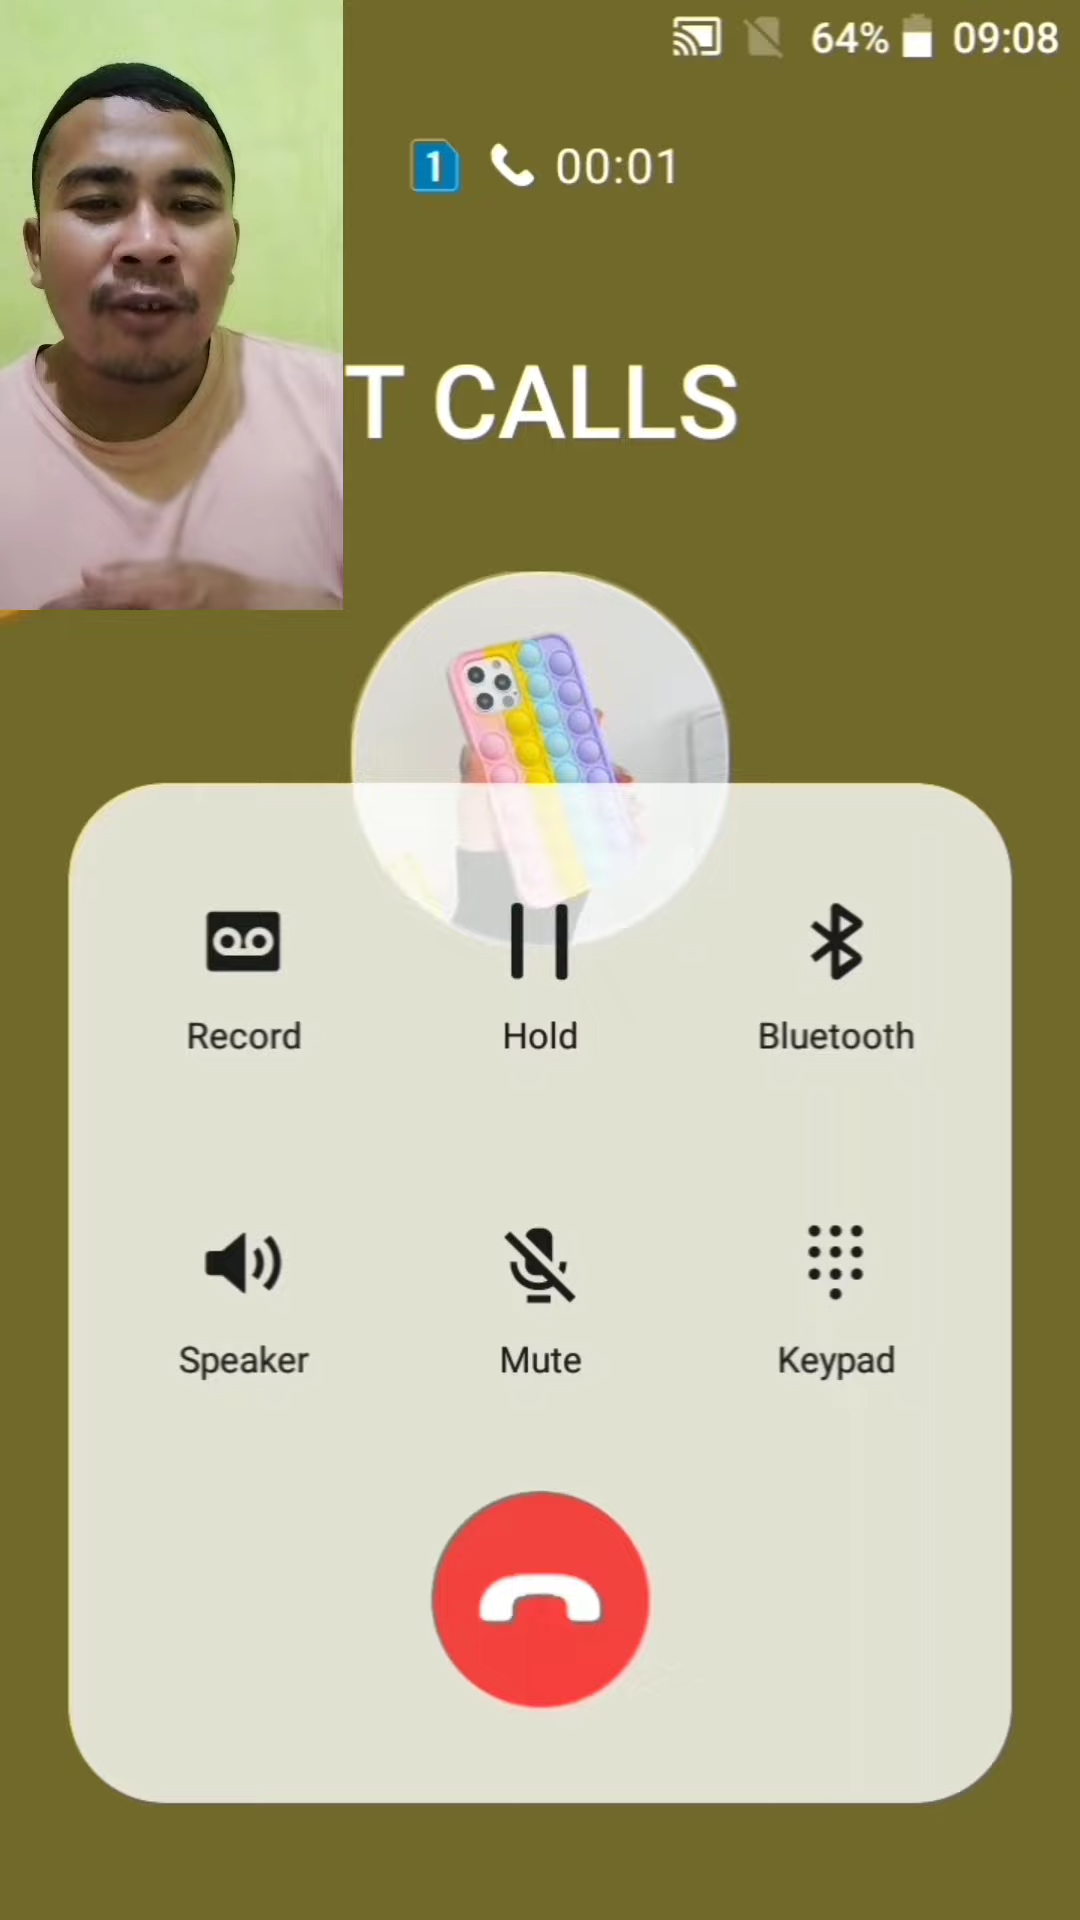 64% 09:08
1 00:01
T CALLS
Record Hold Bluetooth
Speaker Mute Keypad